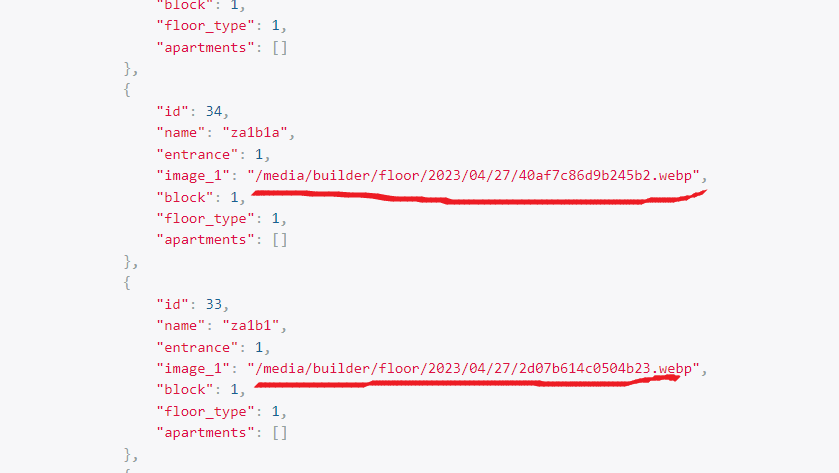 "block": 1,
"floor_type": 1,
"apartments": []
},
{
"id": 34,
"name": "za1b1a",
"entrance": 1,
"image_1": "/media/builder/floor/2023/04/27/40af7c86d9b245b2.webp",
"block": 1,
"floor_type": 1,
"apartments": []
},
{
"id": 33,
"name": "za1b1",
"entrance": 1,
"image_1": "/media/builder/floor/2023/04/27/2d07b614c0504b23.webp",
"block": 1,
"floor_type": 1,
"apartments": []
},